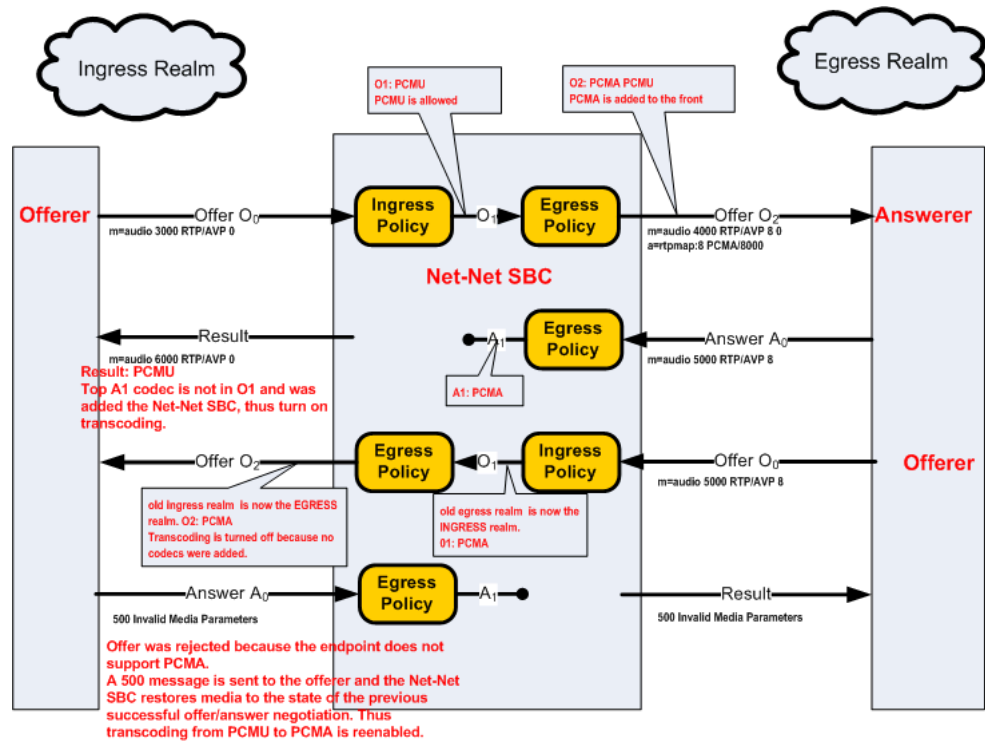 Ingress Realm
Egress Realm
O1: PCMU
PCMU is allowed
O2: PCMA PCMU
PCMA is added to the front
Offerer
Offer O0
m=audio 3000 RTP/AVP 0
Ingress
Policy
O1
Egress
Policy
Offer O2
m=audio 4000 RTP/AVP 8 0
a=rtpmap:8 PCMA/8000
Answerer
Net-Net SBC
Result
m=audio 6000 RTP/AVP 0
A1
Egress
Policy
Answer A0
m=audio 5000 RTP/AVP 8
Result: PCMU
Top A1 codec is not in O1 and was
added the Net-Net SBC, thus turn on
transcoding.
A1: PCMA
Offer O2
Egress
Policy
O1
Ingress
Policy
Offer O0
m=audio 5000 RTP/AVP 8
Offerer
old Ingress realm is now the EGRESS
realm. O2: PCMA
Transcoding is turned off because no
codecs were added.
old egress realm is now the
INGRESS realm.
01: PCMA
Answer A0
500 Invalid Media Parameters
Egress
Policy
A1
Result
500 Invalid Media Parameters
Offer was rejected because the endpoint does not
support PCMA.
A 500 message is sent to the offerer and the Net-Net
SBC restores media to the state of the previous
successful offer/answer negotiation. Thus
transcoding from PCMU to PCMA is reenabled.